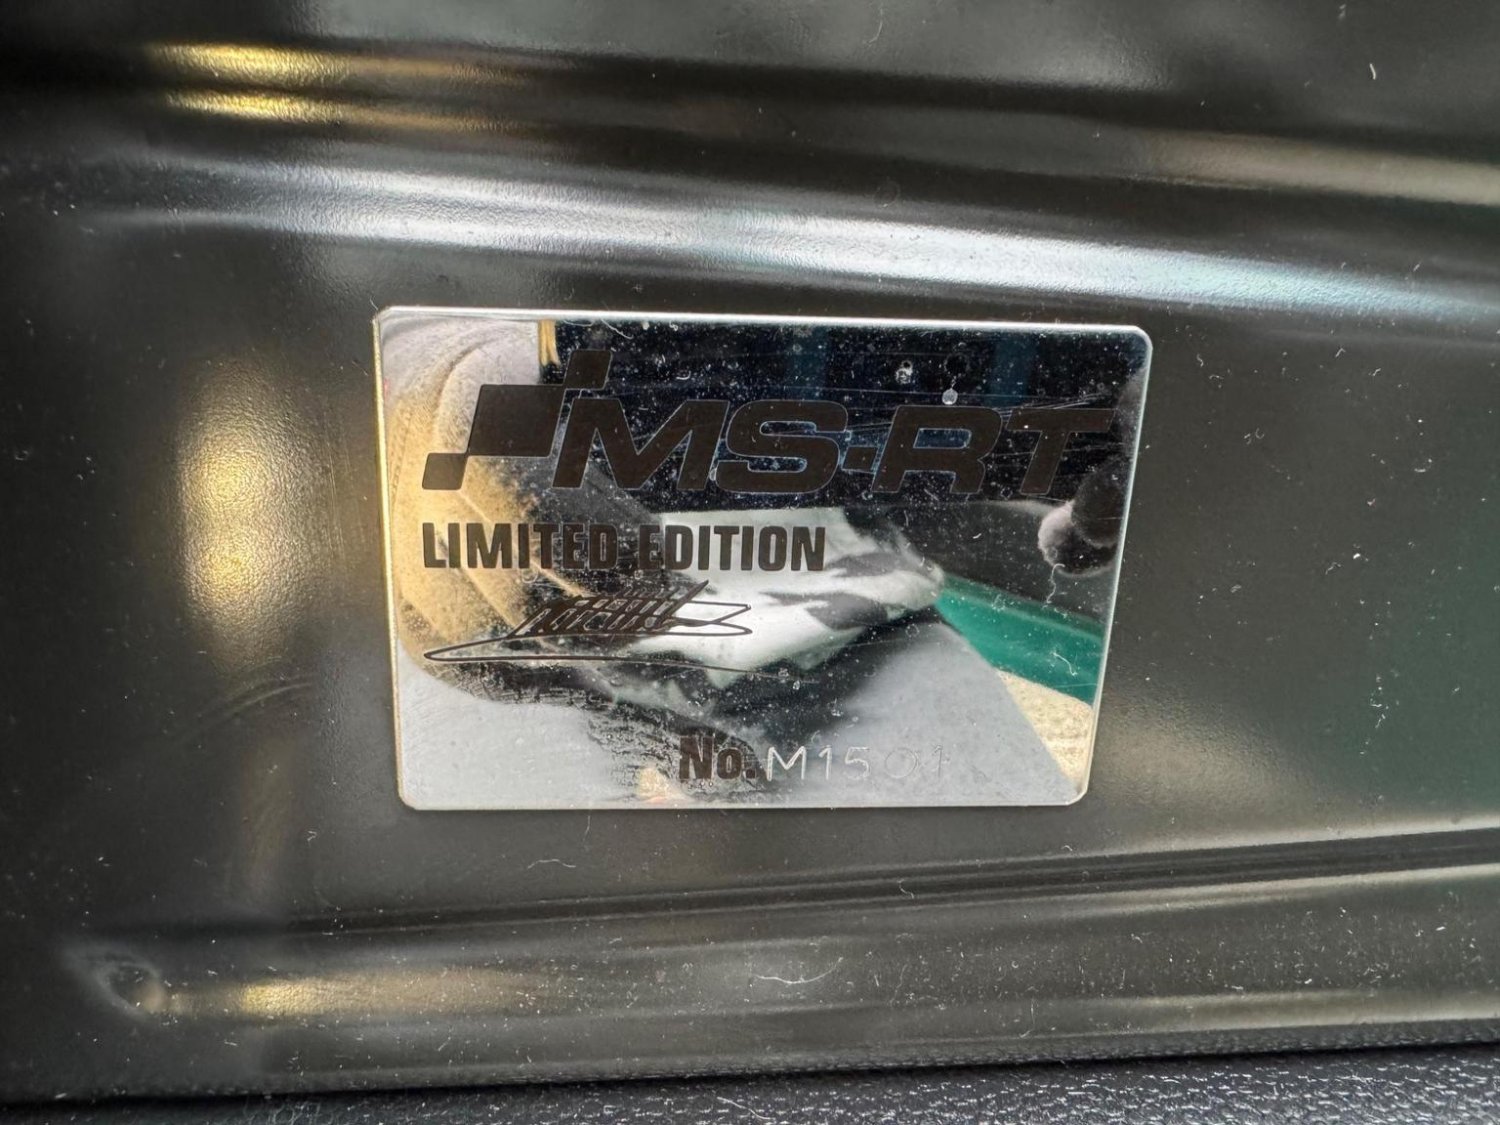 MS-RT
LIMITED EDITION
No. M1501